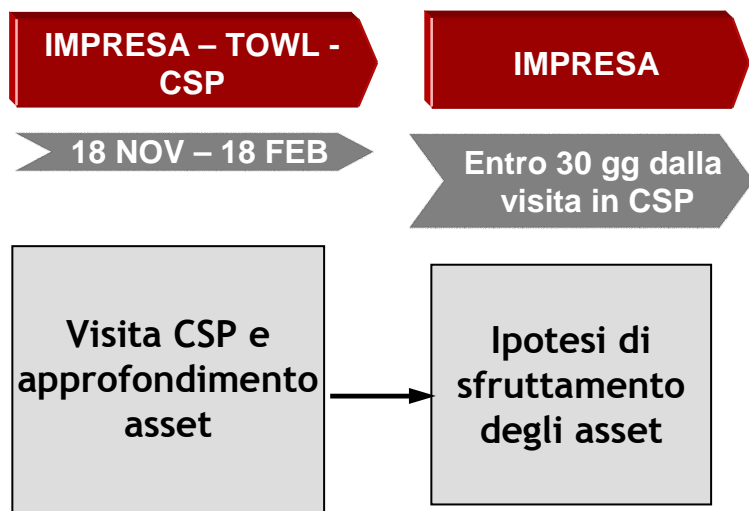 IMPRESA – TOWL -
CSP
IMPRESA
18 NOV – 18 FEB
Entro 30 gg dalla
visita in CSP
Visita CSP e
approfondimento
asset
Ipotesi di
sfruttamento
degli asset